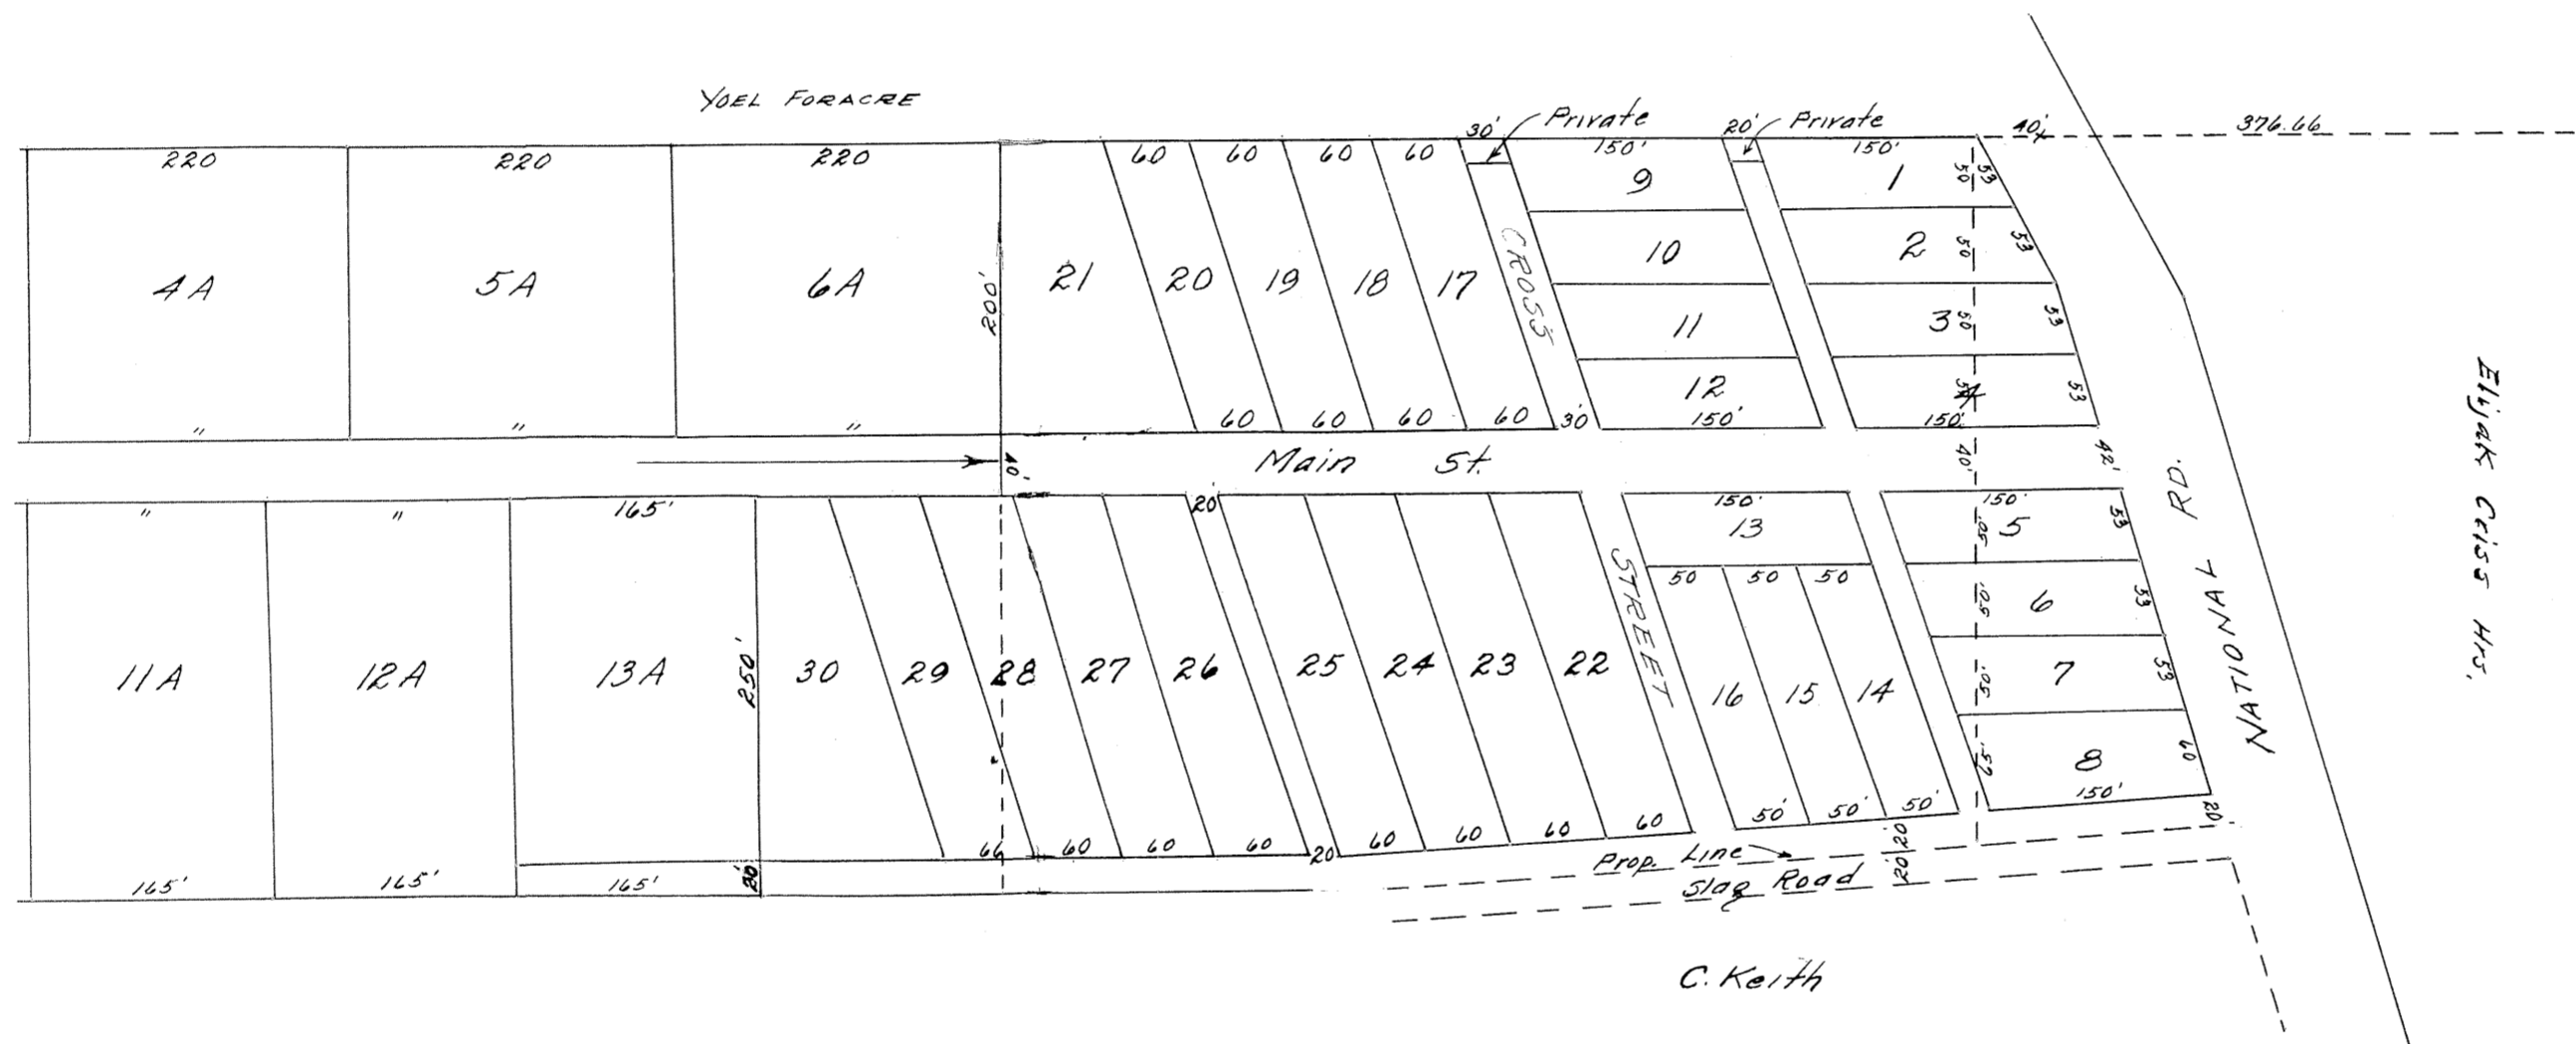 YOEL FORACRE
30' Private 20' Private 40' 376.66
220 220 220 60 60 60 60 150' 150'
9 1 50 53
10 2 50 53
4A 5A 6A 200' 21 20 19 18 17 CROSS
11 3 50 53
12 53
" " " 60 60 60 60 30' 150' 150'
Main St. 40' 40' 42'
NATIONAL RD.
Elijah Criss Hrs.
" " 165' 20' 150' 150'
13 50' 5 53
50 50 50
STREET
50' 6 53
11A 12A 13A 250' 30 29 28 27 26 25 24 23 22
16 15 14
50' 7 53
59' 8 60
50' 50' 50' 150'
66 60 60 60 20' 60 60 60 60
165' 165' 165' 20' 20'
Prop. Line 20' 20'
Slag Road
C. Keith